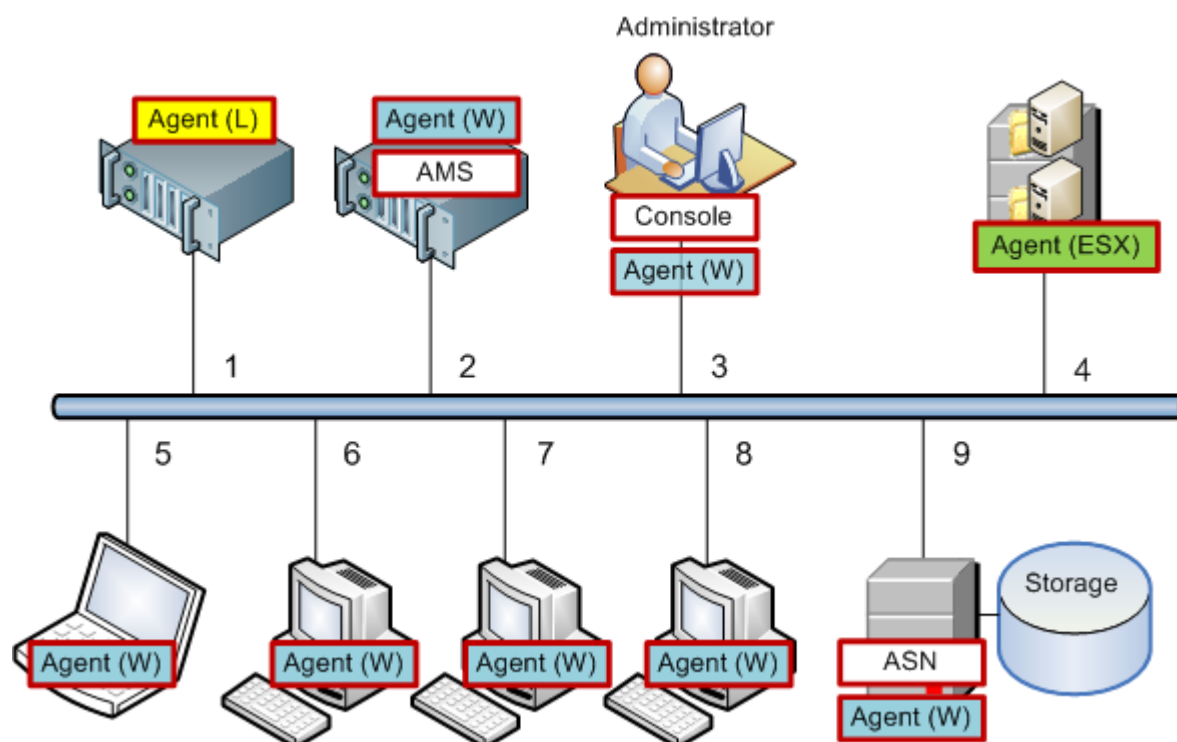 Administrator
Agent (L)
Agent (W)
AMS
Console
Agent (W)
Agent (ESX)
1
2
3
4
5
6
7
8
9
Agent (W)
Agent (W)
Agent (W)
Agent (W)
ASN
Agent (W)
Storage